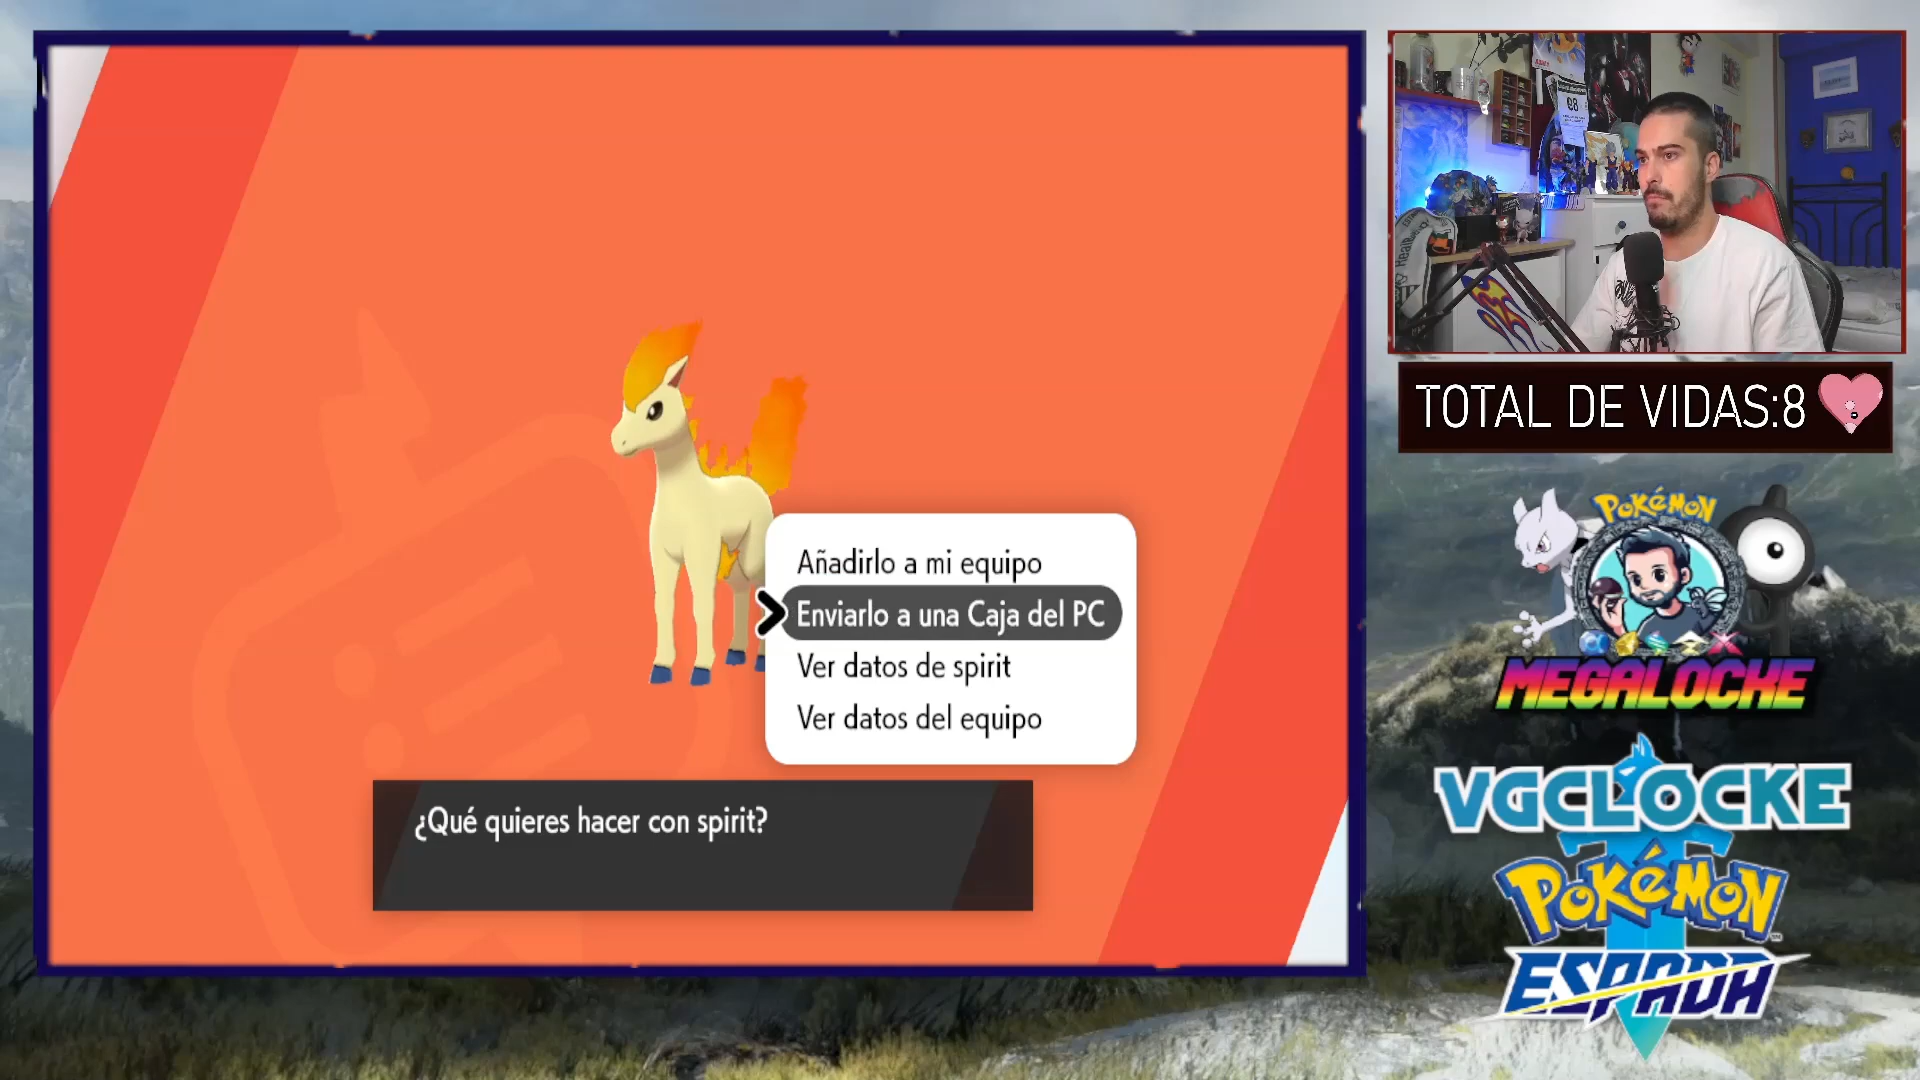 Añadirlo a mi equipo
Enviarlo a una Caja del PC
Ver datos de spirit
Ver datos del equipo
¿Qué quieres hacer con spirit?
TOTAL DE VIDAS:8
POKéMON
MEGALOCKE
VGCLOCKE
POKéMON
ESPADA